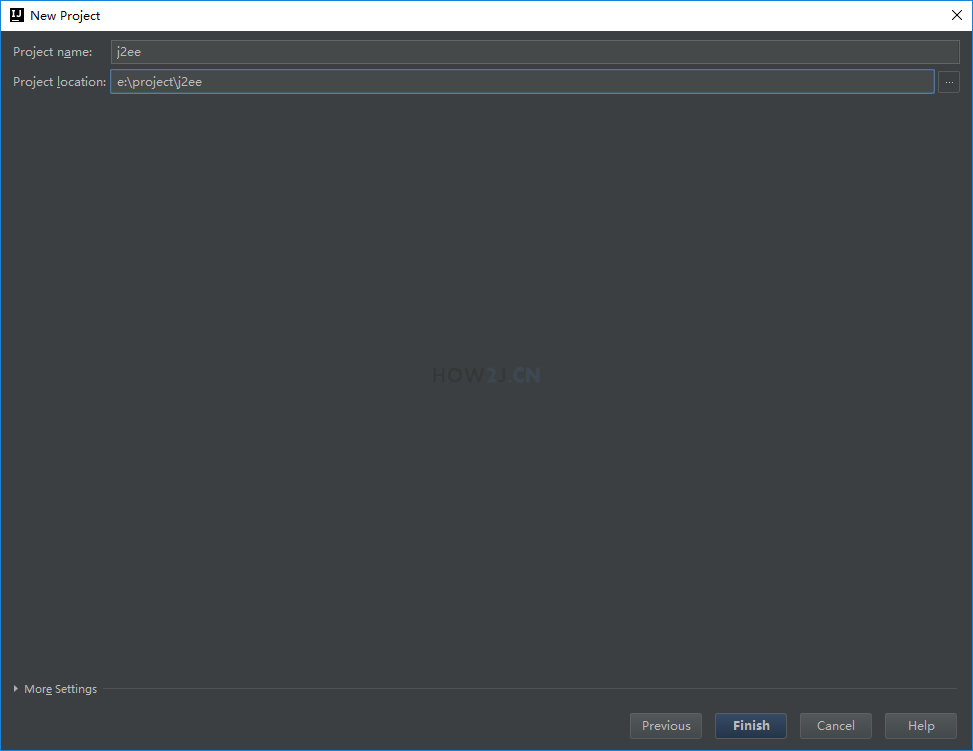 New Project
Project name: j2ee
Project location: e:\project\j2ee ...
HOW2J.CN
More Settings
Previous Finish Cancel Help